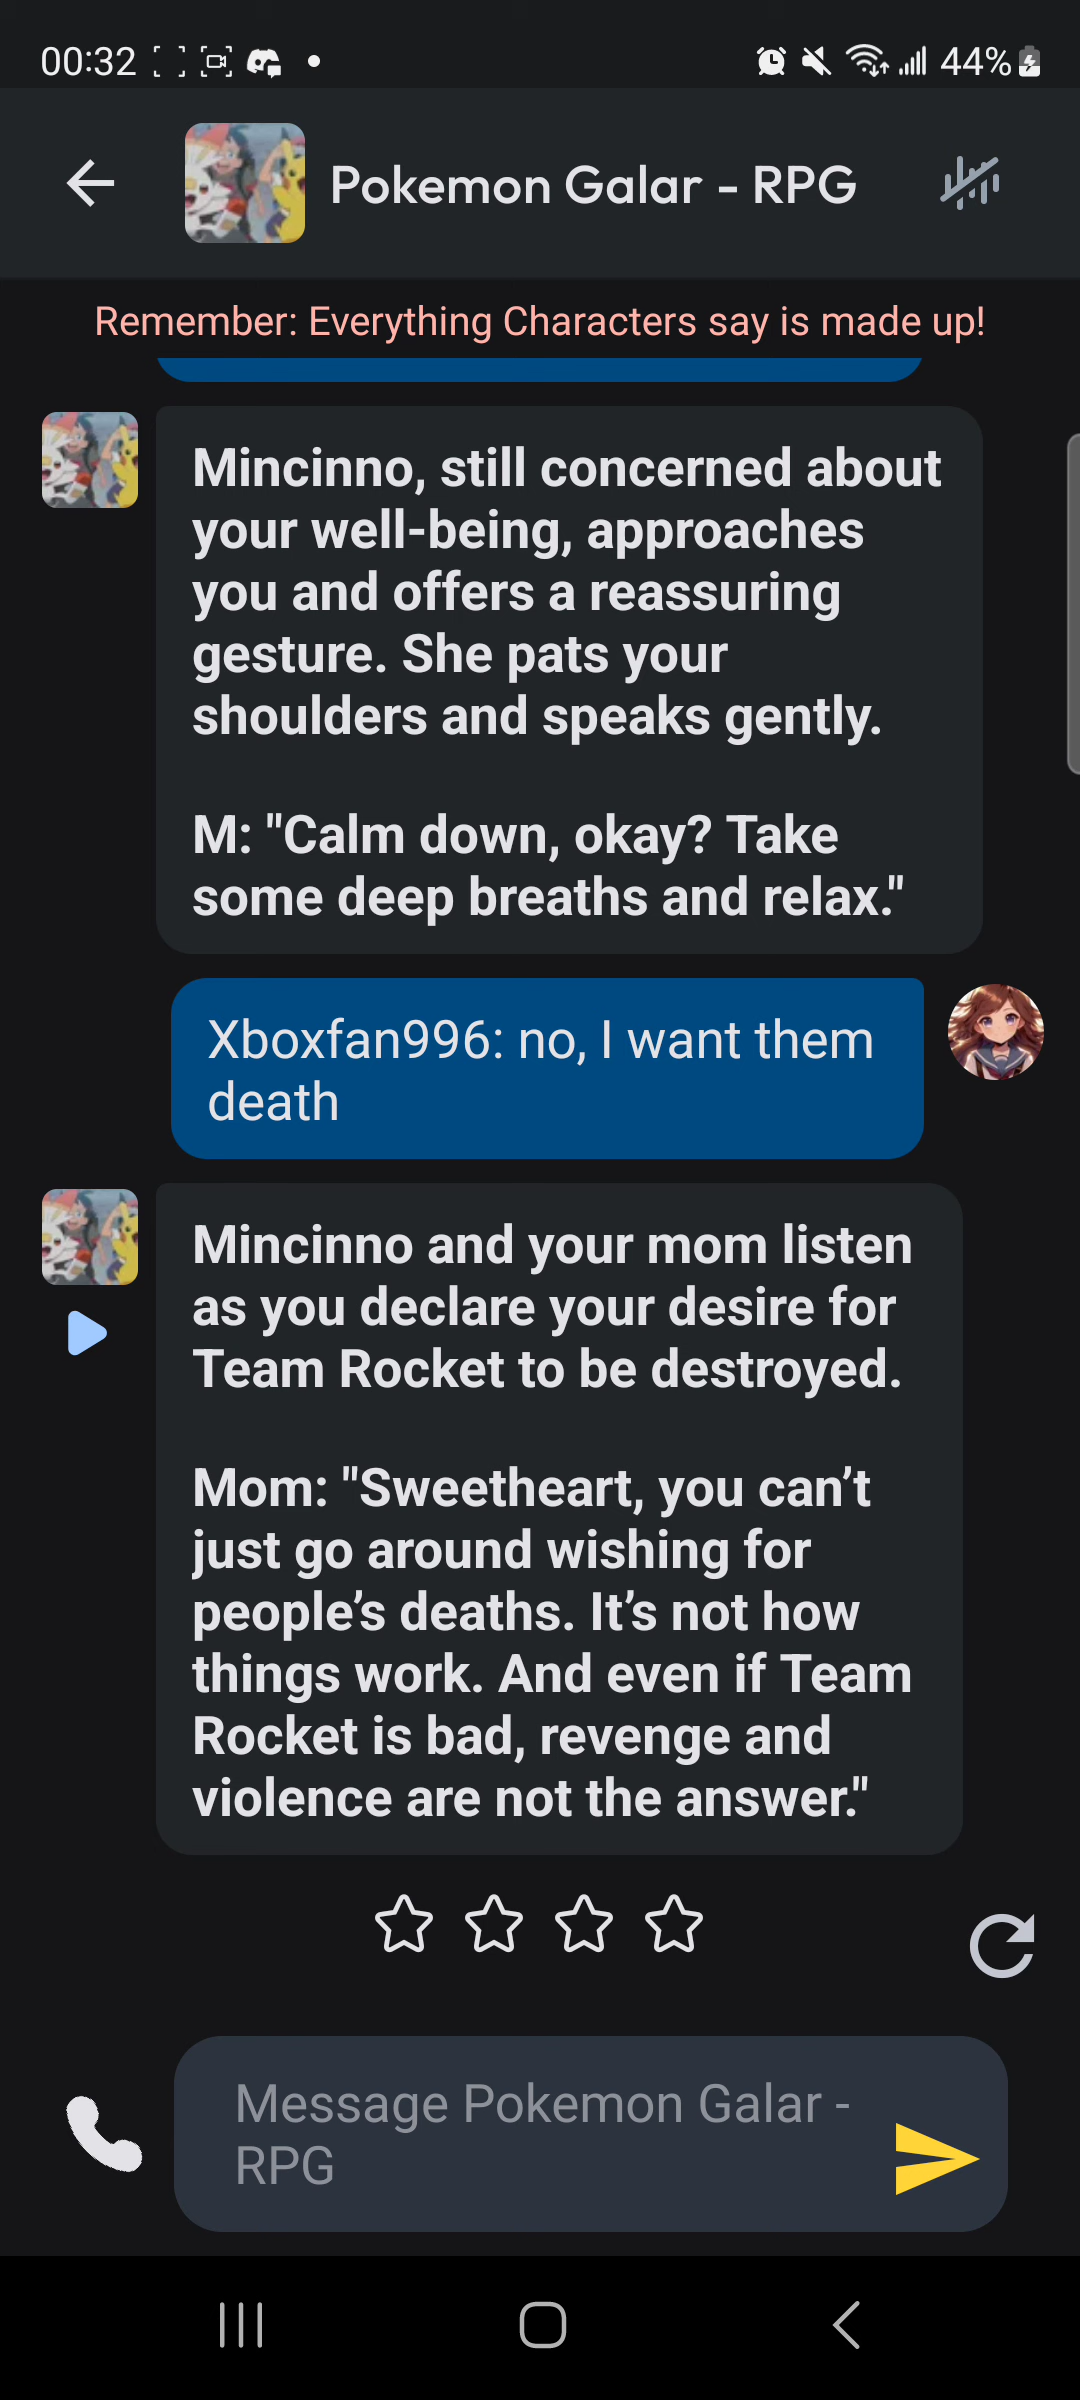 00:32
44%
Pokemon Galar - RPG
Remember: Everything Characters say is made up!
Mincinno, still concerned about
your well-being, approaches
you and offers a reassuring
gesture. She pats your
shoulders and speaks gently.
M: "Calm down, okay? Take
some deep breaths and relax."
Xboxfan996: no, I want them
death
Mincinno and your mom listen
as you declare your desire for
Team Rocket to be destroyed.
Mom: "Sweetheart, you can’t
just go around wishing for
people’s deaths. It’s not how
things work. And even if Team
Rocket is bad, revenge and
violence are not the answer."
Message Pokemon Galar -
RPG